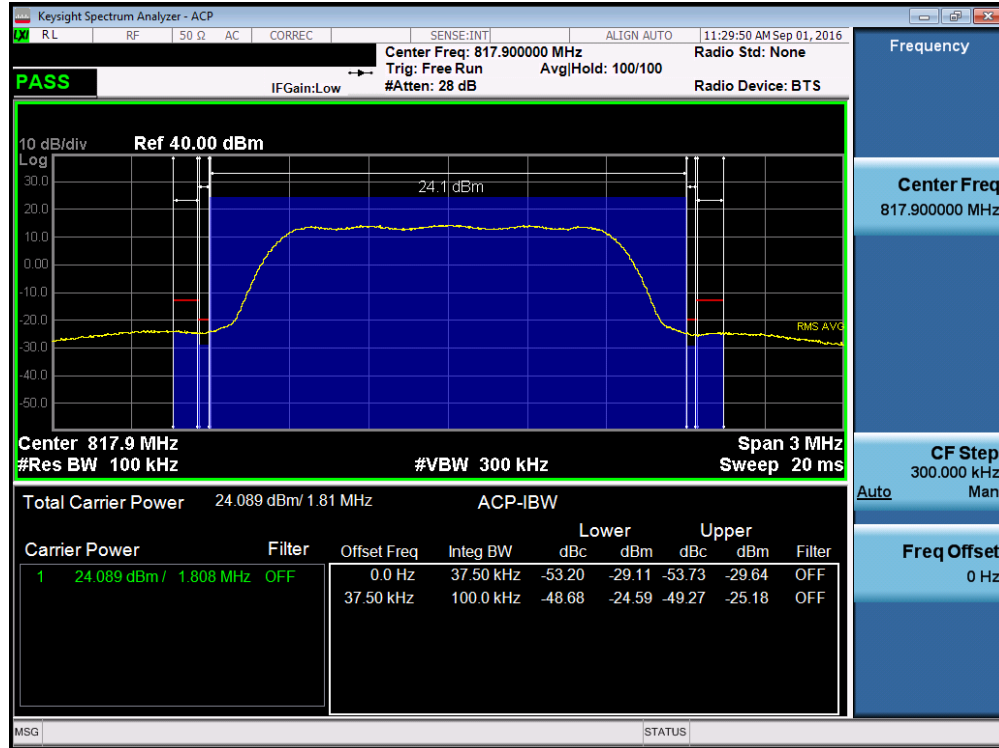 Keysight Spectrum Analyzer - ACP
LXI RL RF 50 Ω AC CORREC SENSE:INT ALIGN AUTO 11:29:50 AM Sep 01, 2016
Center Freq: 817.900000 MHz Radio Std: None
Trig: Free Run Avg|Hold: 100/100
PASS IFGain:Low #Atten: 28 dB Radio Device: BTS
Frequency
10 dB/div Ref 40.00 dBm
Log
30.0
24.1 dBm
20.0
10.0
0.00
-10.0
-20.0
RMS AVG
-30.0
-40.0
-50.0
Center 817.9 MHz Span 3 MHz
#Res BW 100 kHz #VBW 300 kHz Sweep 20 ms
Center Freq
817.900000 MHz
CF Step
300.000 kHz
Auto Man
Freq Offset
0 Hz
Total Carrier Power 24.089 dBm/ 1.81 MHz ACP-IBW
Lower Upper
Carrier Power Filter Offset Freq Integ BW dBc dBm dBc dBm Filter
1 24.089 dBm / 1.808 MHz OFF 0.0 Hz 37.50 kHz -53.20 -29.11 -53.73 -29.64 OFF
37.50 kHz 100.0 kHz -48.68 -24.59 -49.27 -25.18 OFF
MSG STATUS